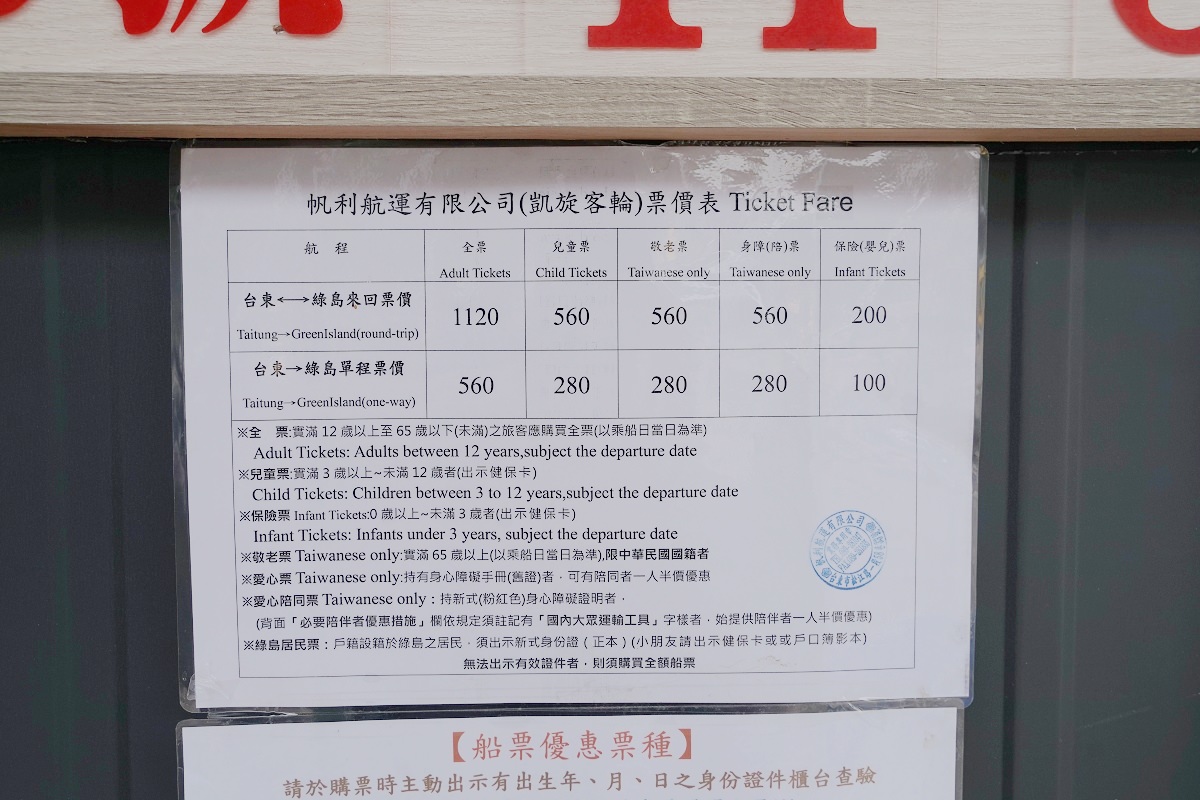 帆利航運有限公司(凱旋客輪)票價表 Ticket Fare
航 程 全票 兒童票 敬老票 身障(陪)票 保險(嬰兒)票
Adult Tickets Child Tickets Taiwanese only Taiwanese only Infant Tickets
台東←→綠島來回票價
Taitung→GreenIsland(round-trip) 1120 560 560 560 200
台東→綠島單程票價
Taitung→GreenIsland(one-way) 560 280 280 280 100
※全 票:實滿 12 歲以上至 65 歲以下(未滿)之旅客應購買全票(以乘船日當日為準)
Adult Tickets: Adults between 12 years,subject the departure date
※兒童票:實滿 3 歲以上~未滿 12 歲者(出示健保卡)
Child Tickets: Children between 3 to 12 years,subject the departure date
※保險票 Infant Tickets:0 歲以上~未滿 3 歲者(出示健保卡)
Infant Tickets: Infants under 3 years, subject the departure date
※敬老票 Taiwanese only:實滿 65 歲以上(以乘船日當日為準),限中華民國國籍者
※愛心票 Taiwanese only:持有身心障礙手冊(舊證)者,可有陪同者一人半價優惠
※愛心陪同票 Taiwanese only:持新式(粉紅色)身心障礙證明者,
(背面「必要陪伴者優惠措施」欄依規定須註記有「國內大眾運輸工具」字樣者,始提供陪伴者一人半價優惠)
※綠島居民票:戶籍設籍於綠島之居民,須出示新式身份證(正本)(小朋友請出示健保卡或或戶口簿影本)
無法出示有效證件者,則須購買全額船票
帆利航運有限公司
【船票優惠票種】
請於購票時主動出示有出生年、月、日之身份證件櫃台查驗